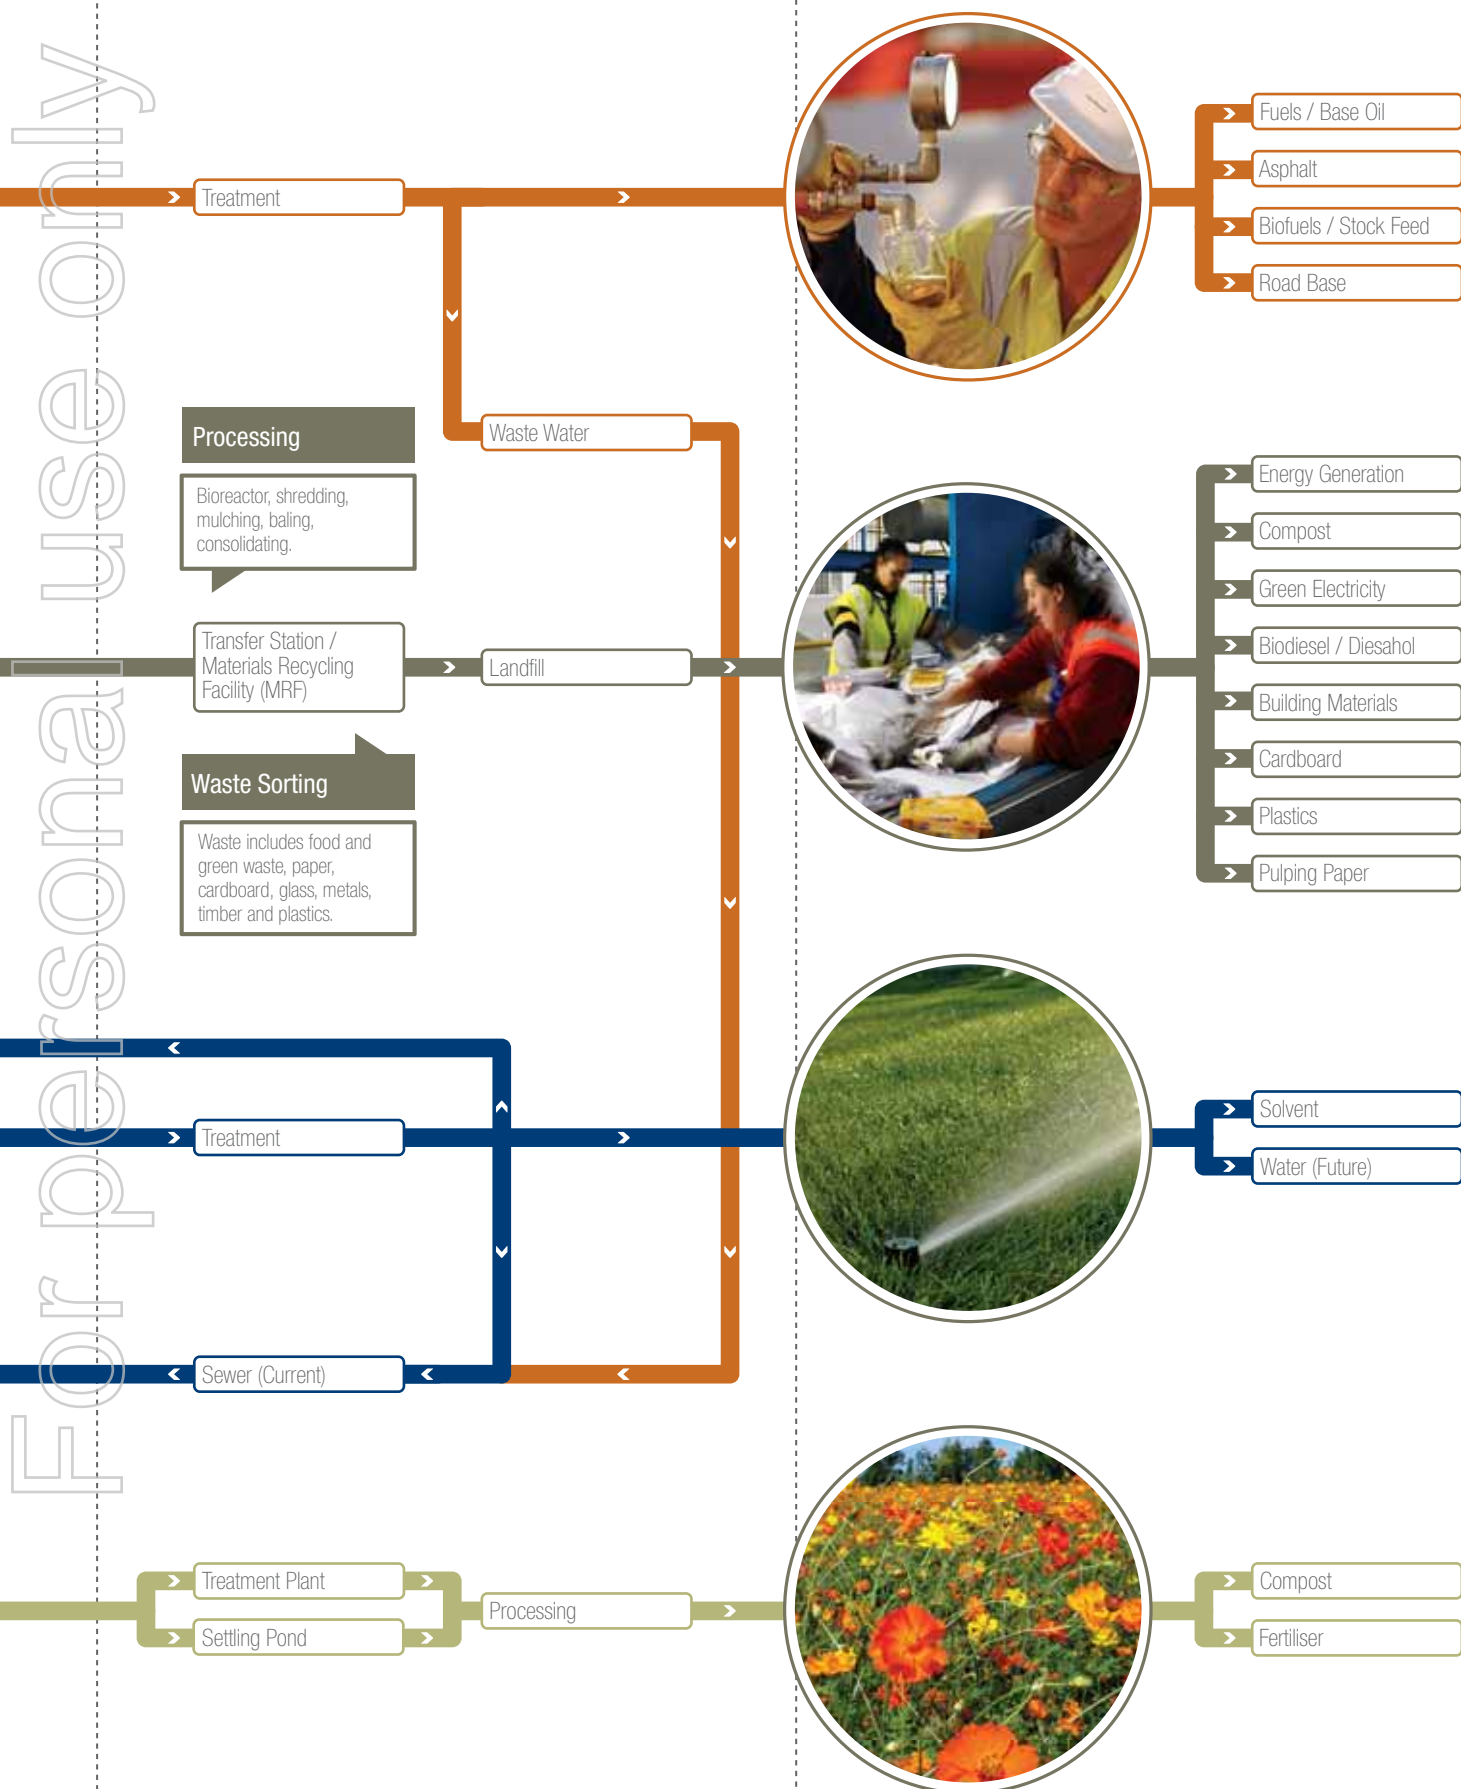 For personal use only
Treatment
Fuels / Base Oil
Asphalt
Biofuels / Stock Feed
Road Base
Waste Water
Processing
Bioreactor, shredding,
mulching, baling,
consolidating.
Transfer Station /
Materials Recycling
Facility (MRF)
Landfill
Waste Sorting
Waste includes food and
green waste, paper,
cardboard, glass, metals,
timber and plastics.
Energy Generation
Compost
Green Electricity
Biodiesel / Diesahol
Building Materials
Cardboard
Plastics
Pulping Paper
Treatment
Solvent
Water (Future)
Sewer (Current)
Treatment Plant
Settling Pond
Processing
Compost
Fertiliser